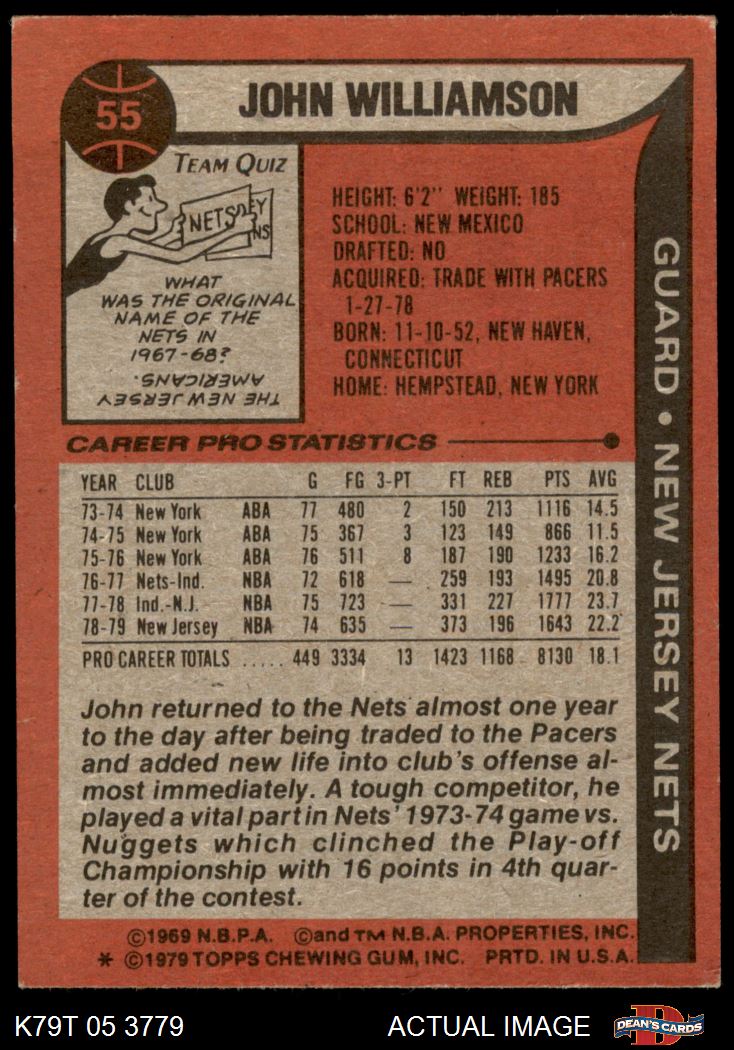 55
JOHN WILLIAMSON
TEAM QUIZ
NETS
NS
WHAT
WAS THE ORIGINAL
NAME OF THE
NETS IN
1967-68?
THE NEW JERSEY
AMERICANS.
HEIGHT: 6'2" WEIGHT: 185
SCHOOL: NEW MEXICO
DRAFTED: NO
ACQUIRED: TRADE WITH PACERS
1-27-78
BORN: 11-10-52, NEW HAVEN,
CONNECTICUT
HOME: HEMPSTEAD, NEW YORK
GUARD • NEW JERSEY NETS
CAREER PRO STATISTICS
YEAR CLUB G FG 3-PT FT REB PTS AVG
73-74 New York ABA 77 480 2 150 213 1116 14.5
74-75 New York ABA 75 367 3 123 149 866 11.5
75-76 New York ABA 76 511 8 187 190 1233 16.2
76-77 Nets-Ind. NBA 72 618 — 259 193 1495 20.8
77-78 Ind.-N.J. NBA 75 723 — 331 227 1777 23.7
78-79 New Jersey NBA 74 635 — 373 196 1643 22.2
PRO CAREER TOTALS ..... 449 3334 13 1423 1168 8130 18.1
John returned to the Nets almost one year
to the day after being traded to the Pacers
and added new life into club's offense al-
most immediately. A tough competitor, he
played a vital part in Nets' 1973-74 game vs.
Nuggets which clinched the Play-off
Championship with 16 points in 4th quar-
ter of the contest.
©1969 N.B.P.A. ©and TM N.B.A. PROPERTIES, INC.
* ©1979 TOPPS CHEWING GUM, INC. PRTD. IN U.S.A.
K79T 05 3779
ACTUAL IMAGE
D
DEAN'S CARDS